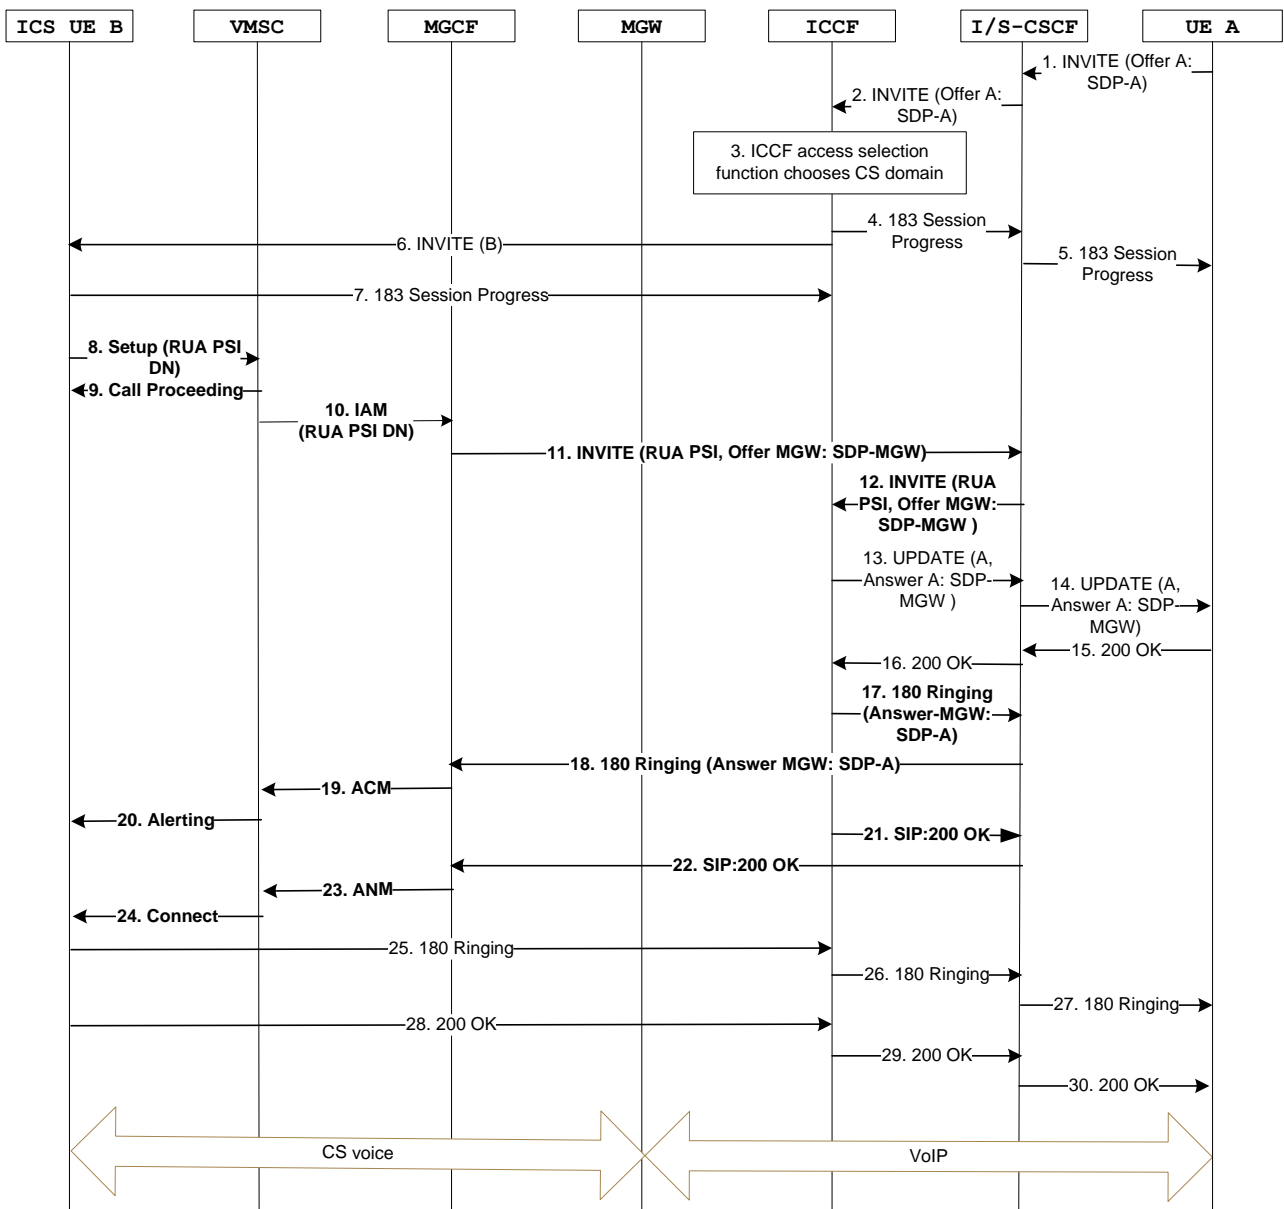 ICS UE B
VMSC
MGCF
MGW
ICCF
I/S-CSCF
UE A
1. INVITE (Offer A:
SDP-A)
2. INVITE (Offer A:
SDP-A)
3. ICCF access selection
function chooses CS domain
4. 183 Session
Progress
6. INVITE (B)
5. 183 Session
Progress
7. 183 Session Progress
8. Setup (RUA PSI
DN)
9. Call Proceeding
10. IAM
(RUA PSI DN)
11. INVITE (RUA PSI, Offer MGW: SDP-MGW)
12. INVITE (RUA
PSI, Offer MGW:
SDP-MGW )
13. UPDATE (A,
Answer A: SDP-
MGW )
14. UPDATE (A,
Answer A: SDP-
MGW)
15. 200 OK
16. 200 OK
17. 180 Ringing
(Answer-MGW:
SDP-A)
18. 180 Ringing (Answer MGW: SDP-A)
19. ACM
20. Alerting
21. SIP:200 OK
22. SIP:200 OK
23. ANM
24. Connect
25. 180 Ringing
26. 180 Ringing
27. 180 Ringing
28. 200 OK
29. 200 OK
30. 200 OK
CS voice
VoIP